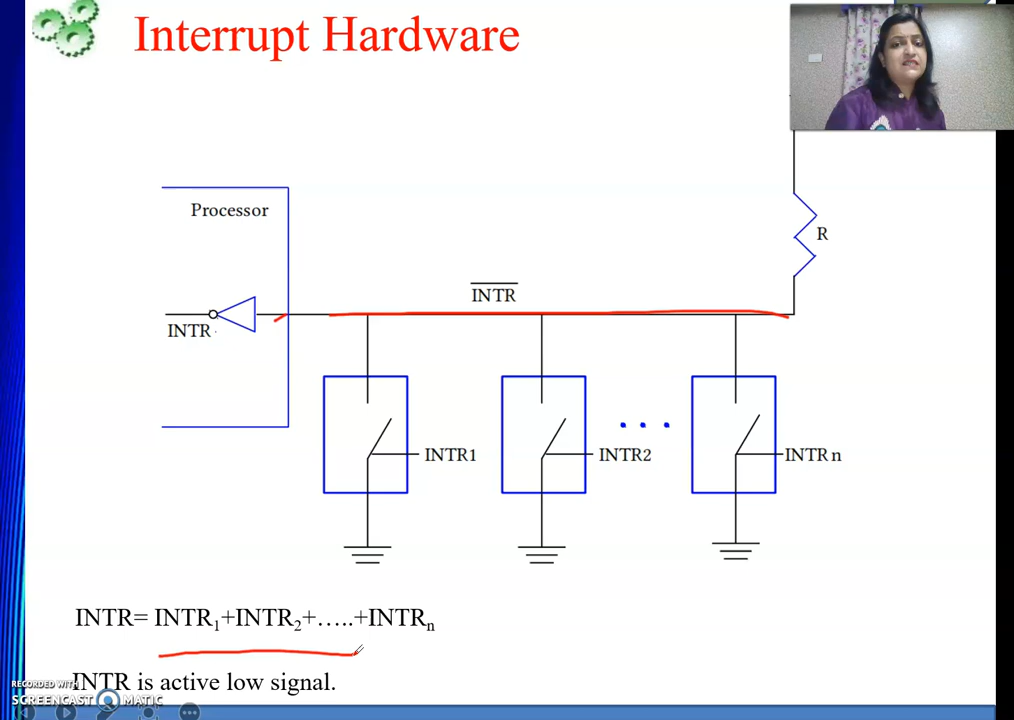 Interrupt Hardware
Processor
R
INTR
INTR
INTR1
INTR2
INTRn
INTR= INTR₁+INTR₂+…..+INTRₙ
INTR is active low signal.
RECORDED WITH
SCREENCAST MATIC